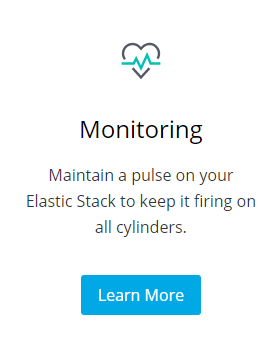 Monitoring
Maintain a pulse on your
Elastic Stack to keep it firing on
all cylinders.
Learn More